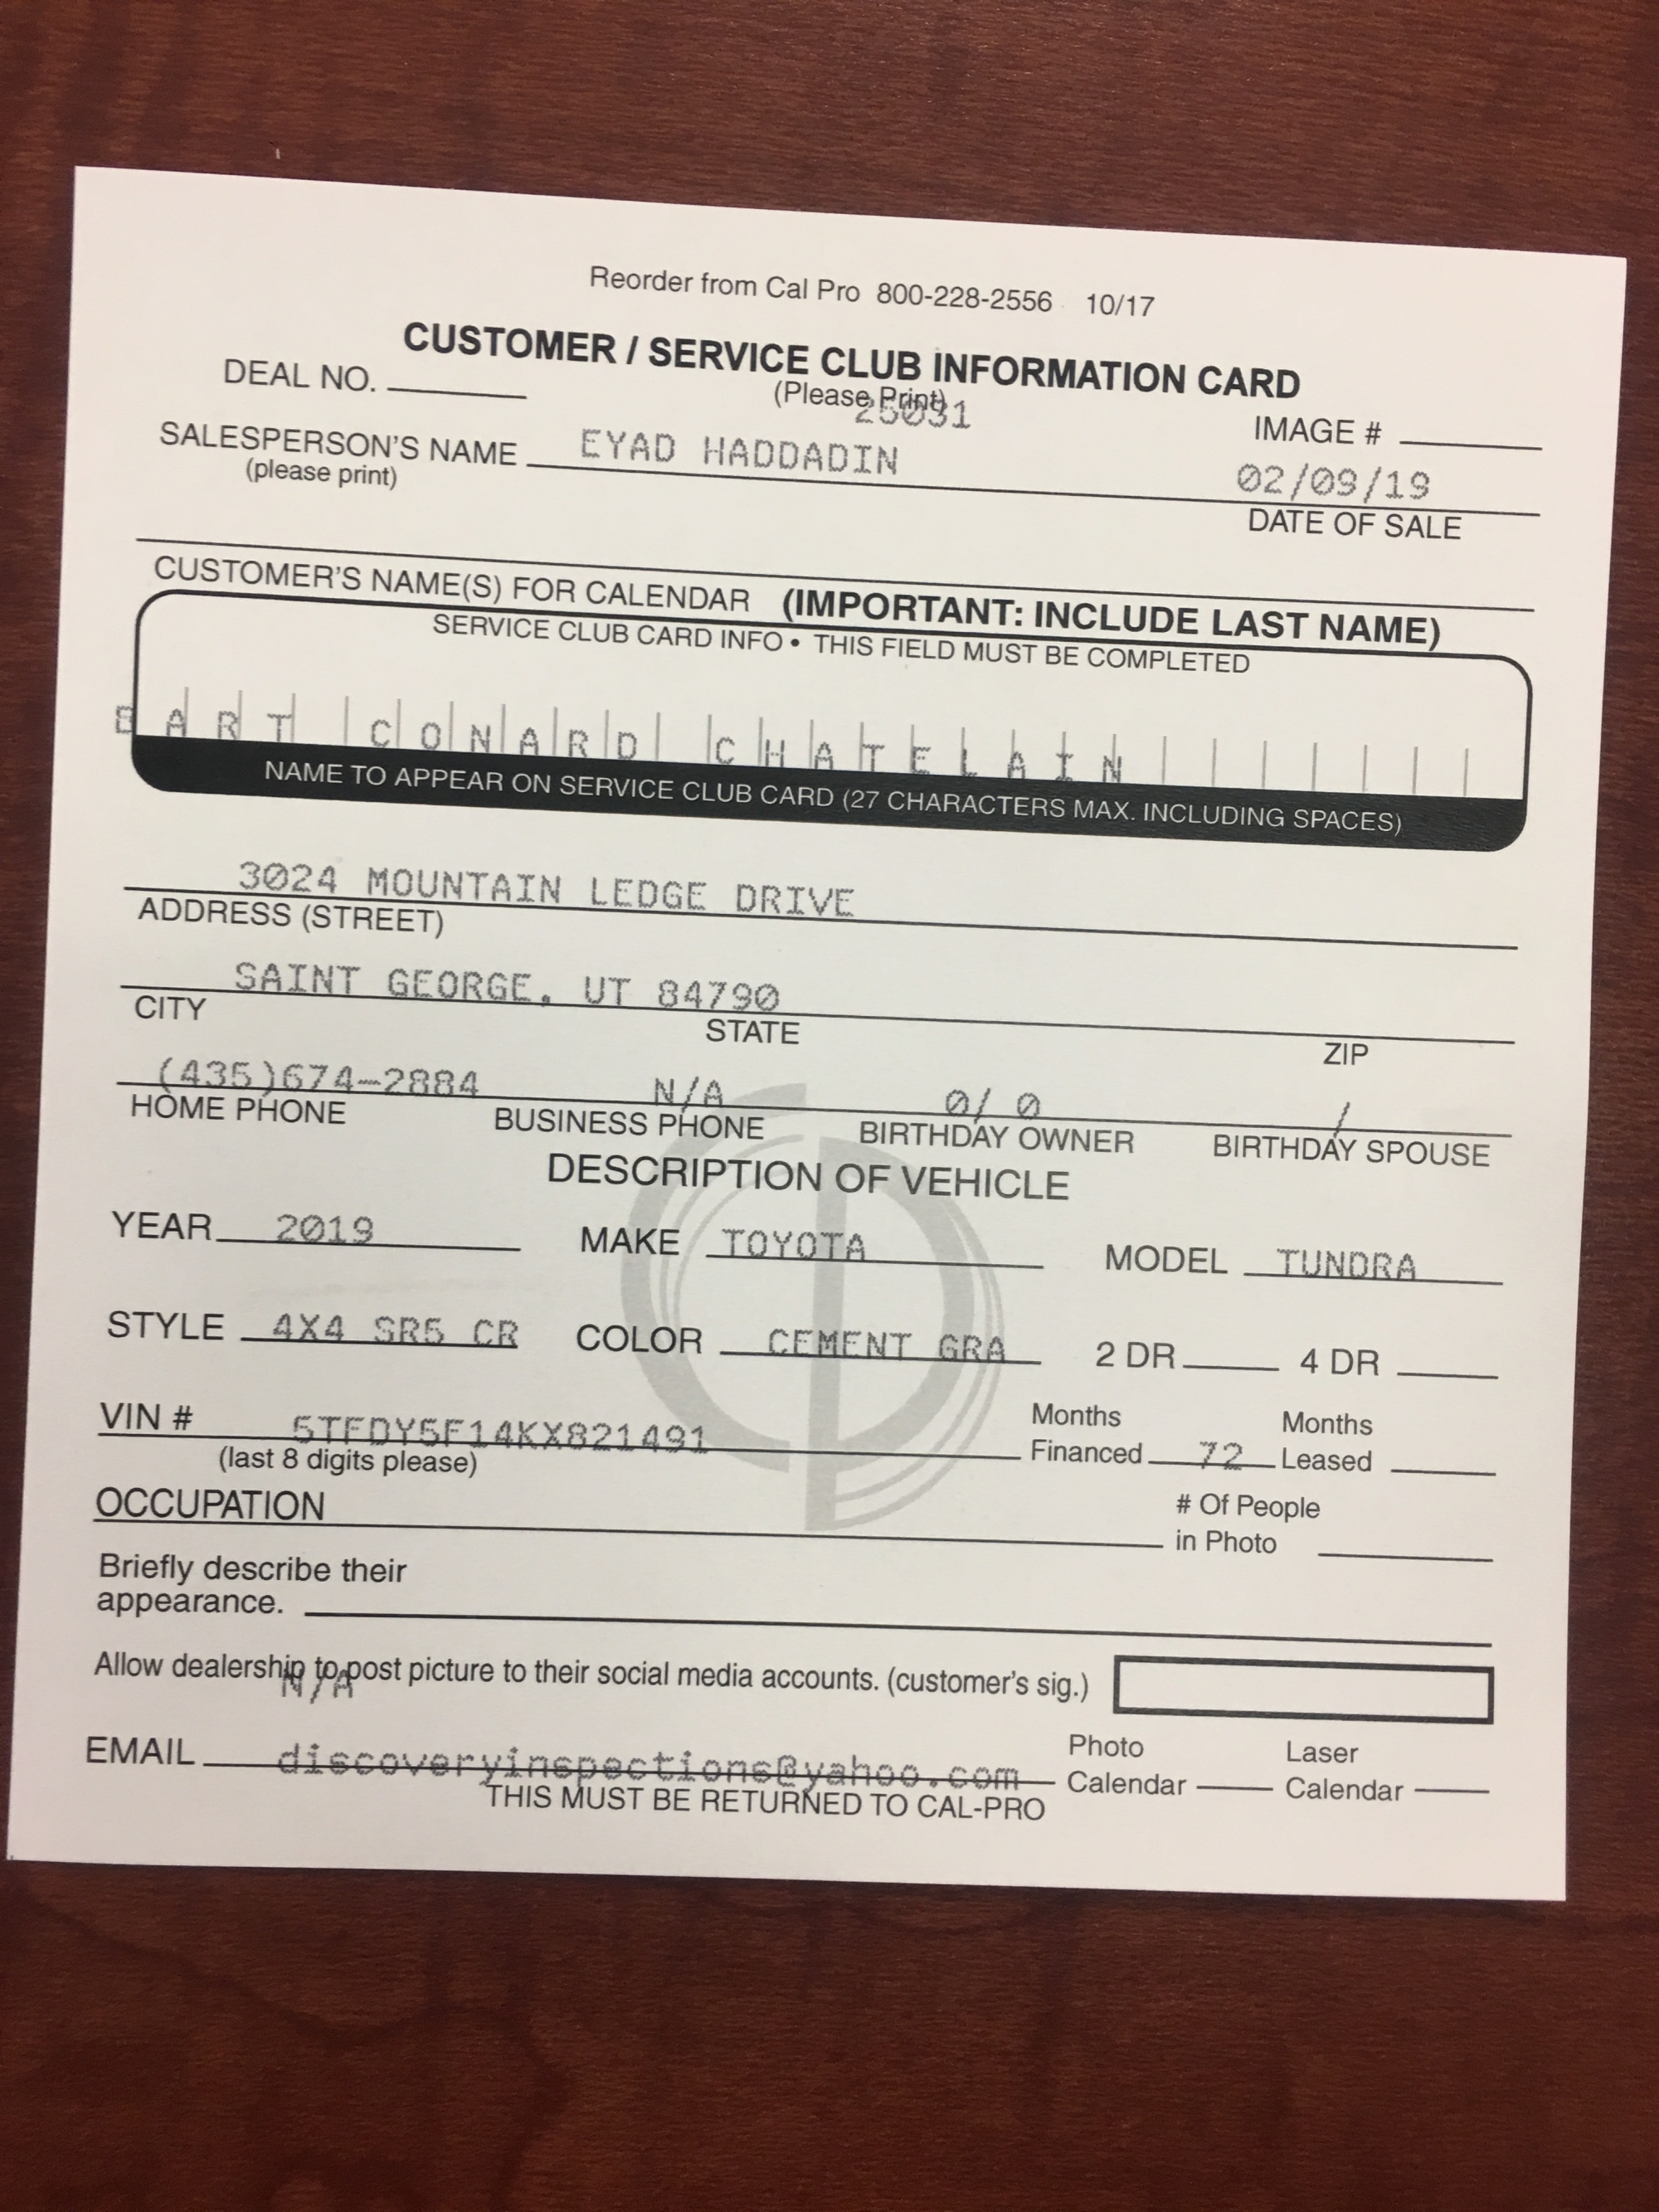 Reorder from Cal Pro 800-228-2556 10/17
CUSTOMER / SERVICE CLUB INFORMATION CARD
DEAL NO. (Please Print)
25031
IMAGE #
SALESPERSON'S NAME EYAD HADDADIN 02/09/19
(please print) DATE OF SALE
CUSTOMER'S NAME(S) FOR CALENDAR (IMPORTANT: INCLUDE LAST NAME)
SERVICE CLUB CARD INFO • THIS FIELD MUST BE COMPLETED
BART CONARD CHATELAIN
NAME TO APPEAR ON SERVICE CLUB CARD (27 CHARACTERS MAX. INCLUDING SPACES)
3024 MOUNTAIN LEDGE DRIVE
ADDRESS (STREET)
SAINT GEORGE, UT 84790
CITY STATE ZIP
(435)674-2884 N/A 0/ 0 /
HOME PHONE BUSINESS PHONE BIRTHDAY OWNER BIRTHDAY SPOUSE
DESCRIPTION OF VEHICLE
YEAR 2019 MAKE TOYOTA MODEL TUNDRA
STYLE 4X4 SR5 CR COLOR CEMENT GRA 2 DR 4 DR
VIN # 5TFDY5F14KX821491 Months Financed 72 Months Leased
(last 8 digits please)
OCCUPATION # Of People in Photo
Briefly describe their
appearance.
Allow dealership to post picture to their social media accounts. (customer's sig.)
N/A
EMAIL discoveryinspections@yahoo.com Photo Calendar Laser Calendar
THIS MUST BE RETURNED TO CAL-PRO